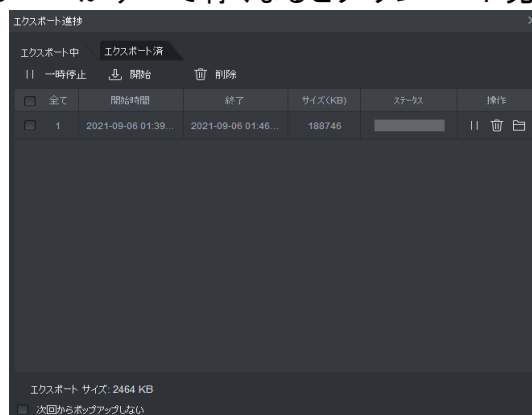 エクスポート進捗
エクスポート中 エクスポート済
一時停止 開始 削除
全て 開始時間 終了 サイズ(KB) ステータス 操作
1 2021-09-06 01:39... 2021-09-06 01:46... 188746
エクスポート サイズ: 2464 KB
次回からポップアップしない